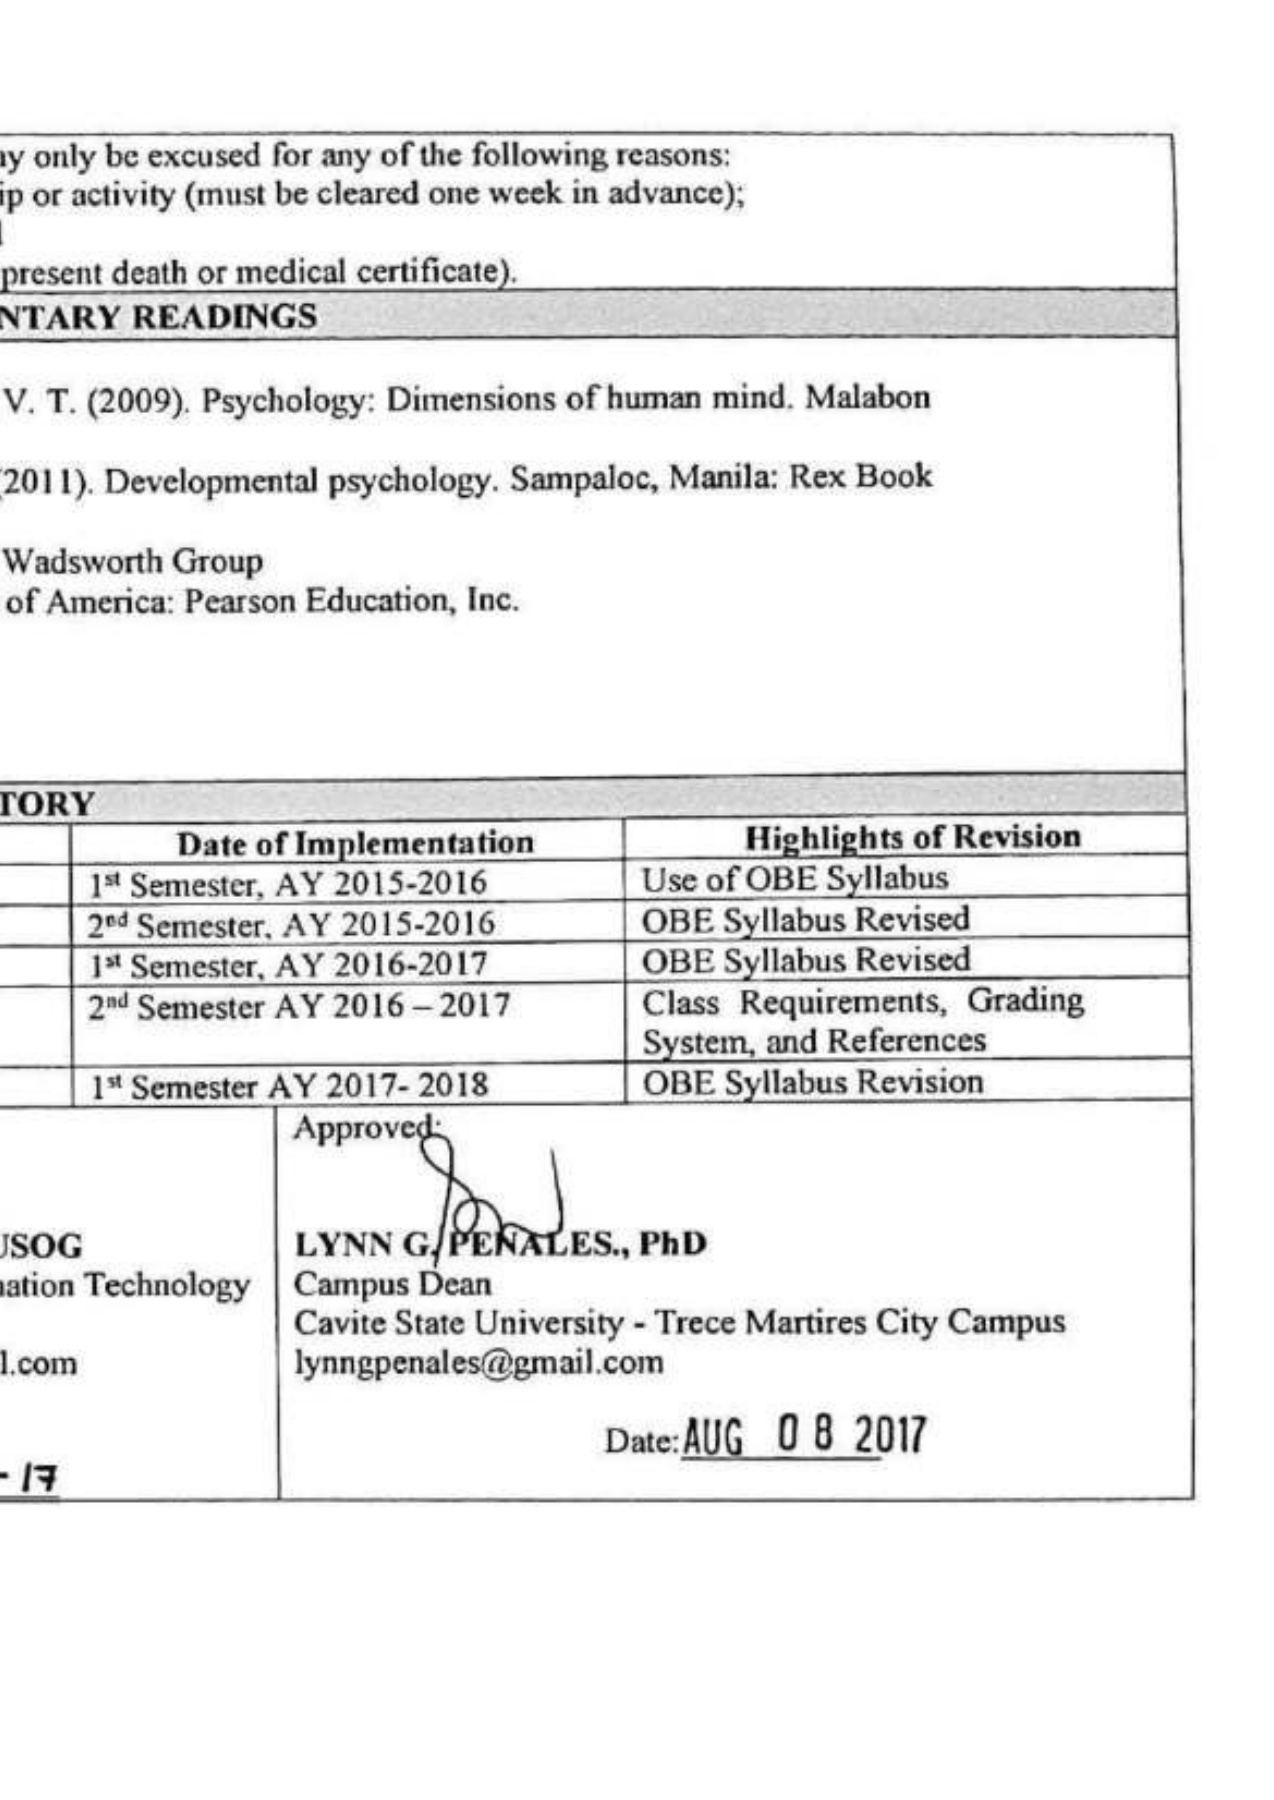 ay only be excused for any of the following reasons:
ip or activity (must be cleared one week in advance);
present death or medical certificate).
NTARY READINGS
V. T. (2009). Psychology: Dimensions of human mind. Malabon
(2011). Developmental psychology. Sampaloc, Manila: Rex Book
Wadsworth Group
of America: Pearson Education, Inc.
TORY
Date of Implementation Highlights of Revision
1st Semester, AY 2015-2016 Use of OBE Syllabus
2nd Semester, AY 2015-2016 OBE Syllabus Revised
1st Semester, AY 2016-2017 OBE Syllabus Revised
2nd Semester AY 2016 – 2017 Class Requirements, Grading
System, and References
1st Semester AY 2017- 2018 OBE Syllabus Revision
Approved:
USOG
LYNN G. PENALES., PhD
nation Technology
Campus Dean
Cavite State University - Trece Martires City Campus
l.com
lynngpenales@gmail.com
Date: AUG 08 2017
- 17